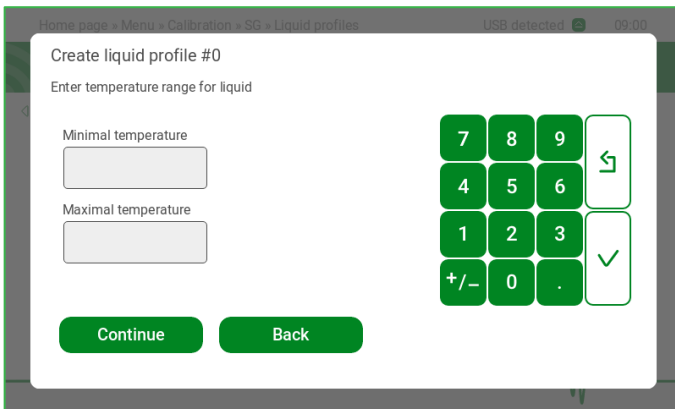 Home page » Menu » Calibration » SG » Liquid profiles USB detected 09:00
Create liquid profile #0
Enter temperature range for liquid
Minimal temperature
Maximal temperature
7 8 9
4 5 6
1 2 3
+/− 0 .
Continue Back